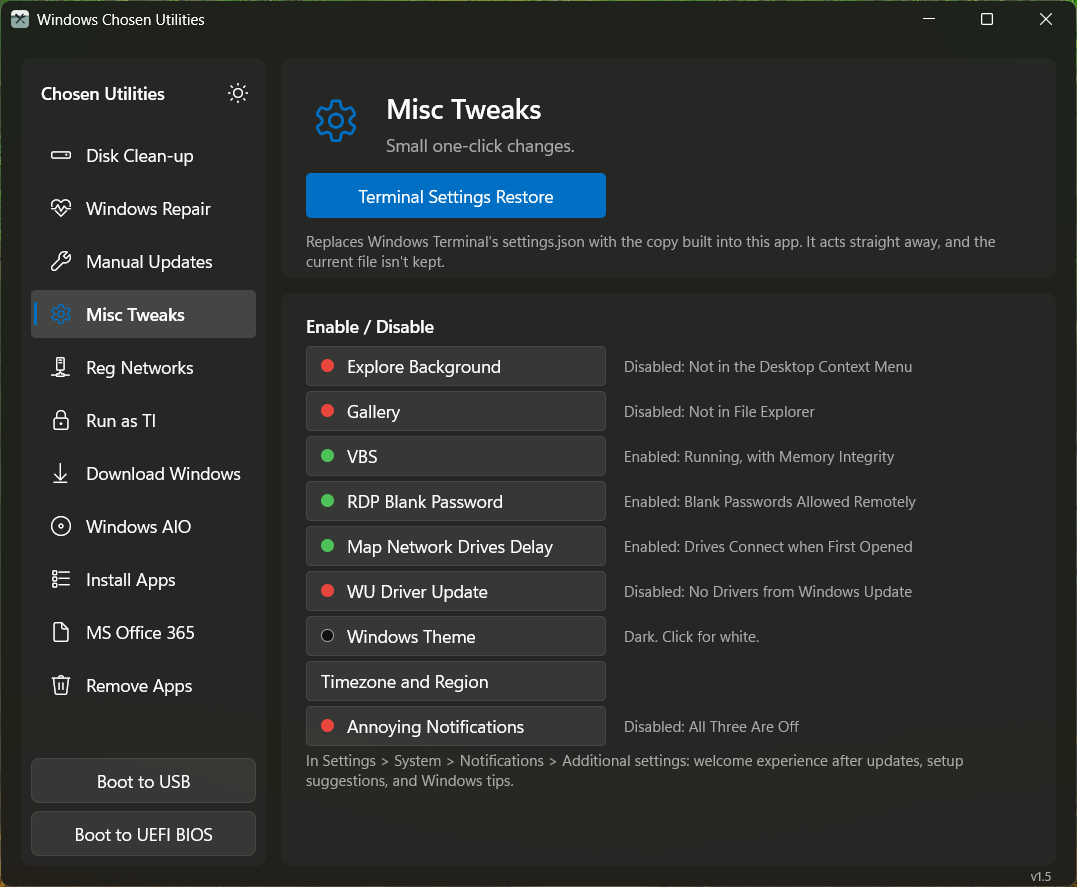 Windows Chosen Utilities
Chosen Utilities
Disk Clean-up
Windows Repair
Manual Updates
Misc Tweaks
Reg Networks
Run as TI
Download Windows
Windows AIO
Install Apps
MS Office 365
Remove Apps
Boot to USB
Boot to UEFI BIOS
Misc Tweaks
Small one-click changes.
Terminal Settings Restore
Replaces Windows Terminal's settings.json with the copy built into this app. It acts straight away, and the
current file isn't kept.
Enable / Disable
Explore Background
Disabled: Not in the Desktop Context Menu
Gallery
Disabled: Not in File Explorer
VBS
Enabled: Running, with Memory Integrity
RDP Blank Password
Enabled: Blank Passwords Allowed Remotely
Map Network Drives Delay
Enabled: Drives Connect when First Opened
WU Driver Update
Disabled: No Drivers from Windows Update
Windows Theme
Dark. Click for white.
Timezone and Region
Annoying Notifications
Disabled: All Three Are Off
In Settings > System > Notifications > Additional settings: welcome experience after updates, setup
suggestions, and Windows tips.
v1.5